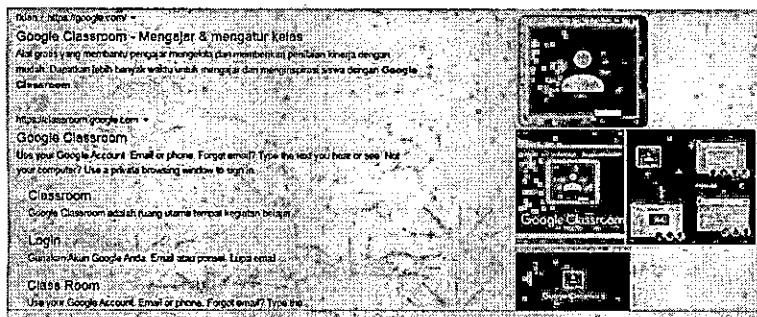 Iklan · https://google.com/
Google Classroom - Mengajar & mengatur kelas
Alat gratis yang membantu pengajar mengelola dan memberikan penilaian kinerja dengan
mudah. Dapatkan lebih banyak waktu untuk mengajar dan menginspirasi siswa dengan Google
Classroom.
https://classroom.google.com
Google Classroom
Use your Google Account. Email or phone. Forgot email? Type the text you hear or see. Not
your computer? Use a private browsing window to sign in.
Classroom
Google Classroom adalah ruang utama tempat kegiatan belajar
Login
Gunakan Akun Google Anda. Email atau ponsel. Lupa email ...
Class Room
Use your Google Account. Email or phone. Forgot email? Type the ...
Google Classroom
Google Classroom